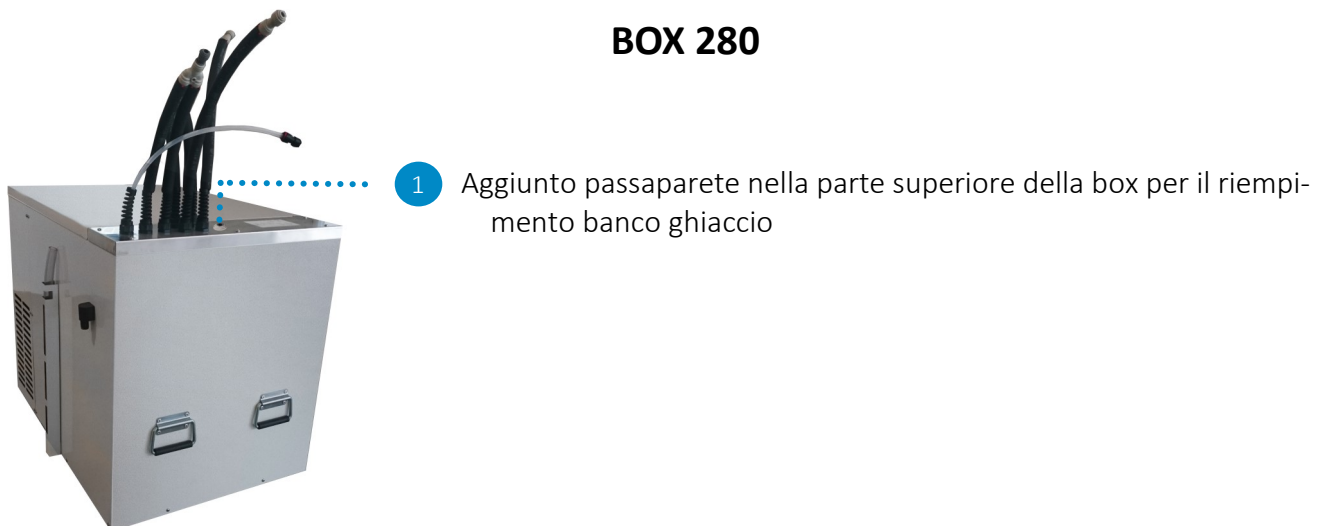 BOX 280
1 Aggiunto passaparete nella parte superiore della box per il riempi-
mento banco ghiaccio